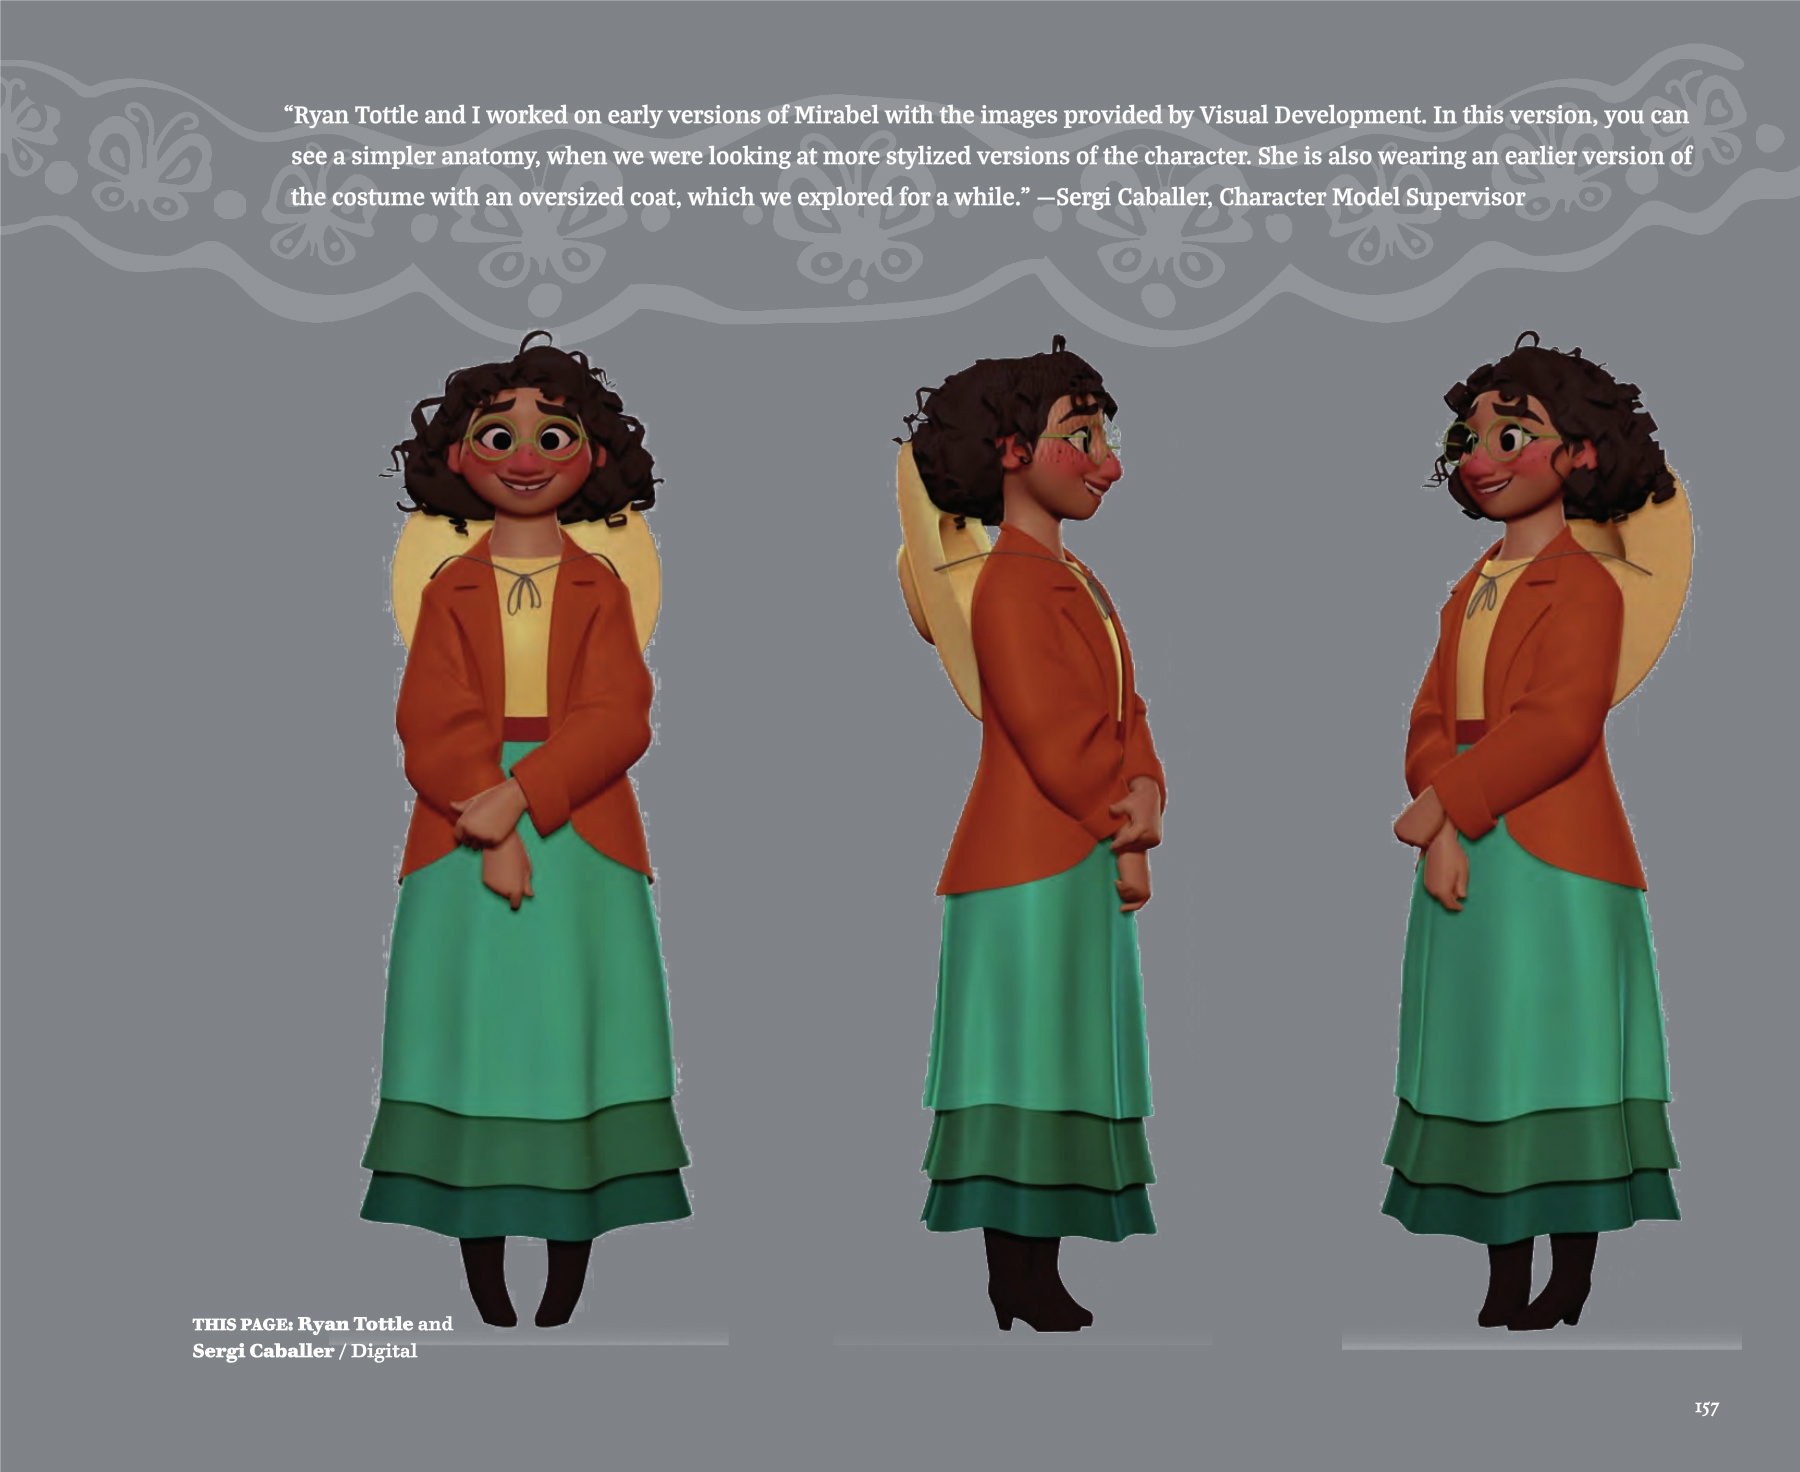 “Ryan Tottle and I worked on early versions of Mirabel with the images provided by Visual Development. In this version, you can
see a simpler anatomy, when we were looking at more stylized versions of the character. She is also wearing an earlier version of
the costume with an oversized coat, which we explored for a while.” —Sergi Caballer, Character Model Supervisor
THIS PAGE: Ryan Tottle and
Sergi Caballer / Digital
157